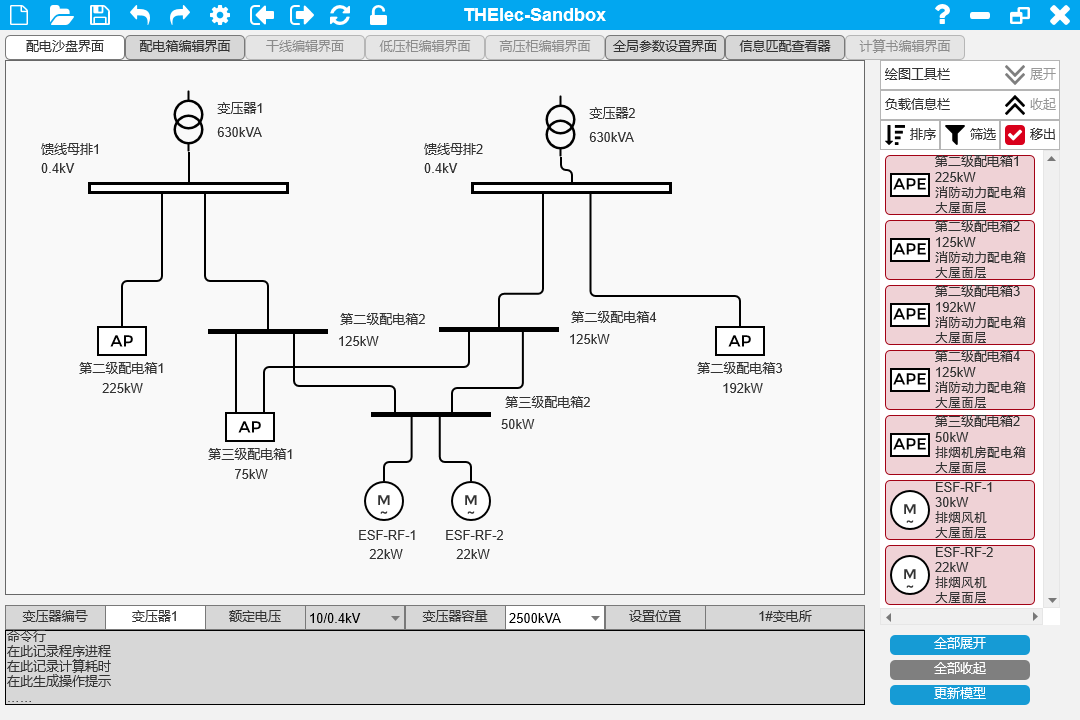 THElec-Sandbox
?
配电沙盘界面
配电箱编辑界面
干线编辑界面
低压柜编辑界面
高压柜编辑界面
全局参数设置界面
信息匹配查看器
计算书编辑界面
变压器1
630kVA
馈线母排1
0.4kV
变压器2
630kVA
馈线母排2
0.4kV
AP
第二级配电箱1
225kW
第二级配电箱2
125kW
第二级配电箱4
125kW
AP
第二级配电箱3
192kW
AP
第三级配电箱1
75kW
第三级配电箱2
50kW
M
~
ESF-RF-1
22kW
M
~
ESF-RF-2
22kW
绘图工具栏
展开
负载信息栏
收起
排序
筛选
移出
APE
第二级配电箱1
225kW
消防动力配电箱
大屋面层
APE
第二级配电箱2
125kW
消防动力配电箱
大屋面层
APE
第二级配电箱3
192kW
消防动力配电箱
大屋面层
APE
第二级配电箱4
125kW
消防动力配电箱
大屋面层
APE
第三级配电箱2
50kW
排烟机房配电箱
大屋面层
M
~
ESF-RF-1
30kW
排烟风机
大屋面层
M
~
ESF-RF-2
22kW
排烟风机
大屋面层
全部展开
全部收起
更新模型
变压器编号
变压器1
额定电压
10/0.4kV
变压器容量
2500kVA
设置位置
1#变电所
命令行
在此记录程序进程
在此记录计算耗时
在此生成操作提示
……